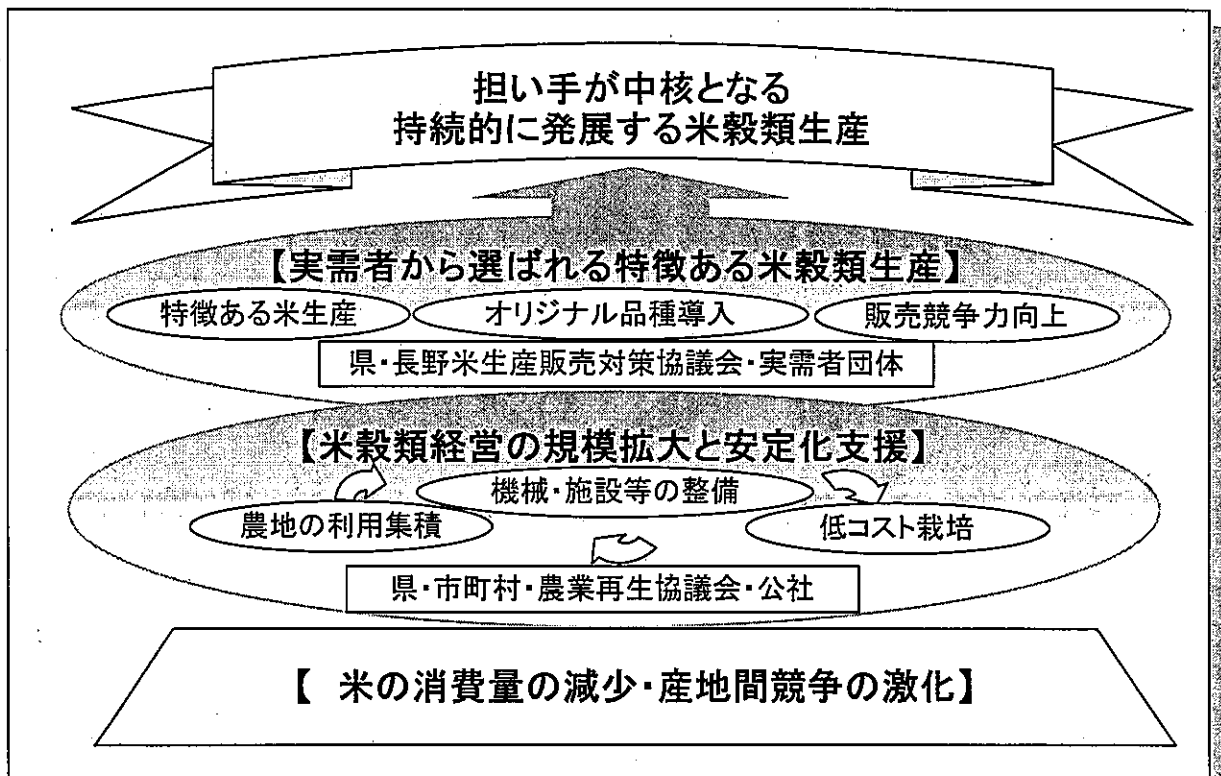 担い手が中核となる
持続的に発展する米穀類生産
【実需者から選ばれる特徴ある米穀類生産】
特徴ある米生産 オリジナル品種導入 販売競争力向上
県・長野米生産販売対策協議会・実需者団体
【米穀類経営の規模拡大と安定化支援】
機械・施設等の整備
農地の利用集積 低コスト栽培
県・市町村・農業再生協議会・公社
【 米の消費量の減少・産地間競争の激化】